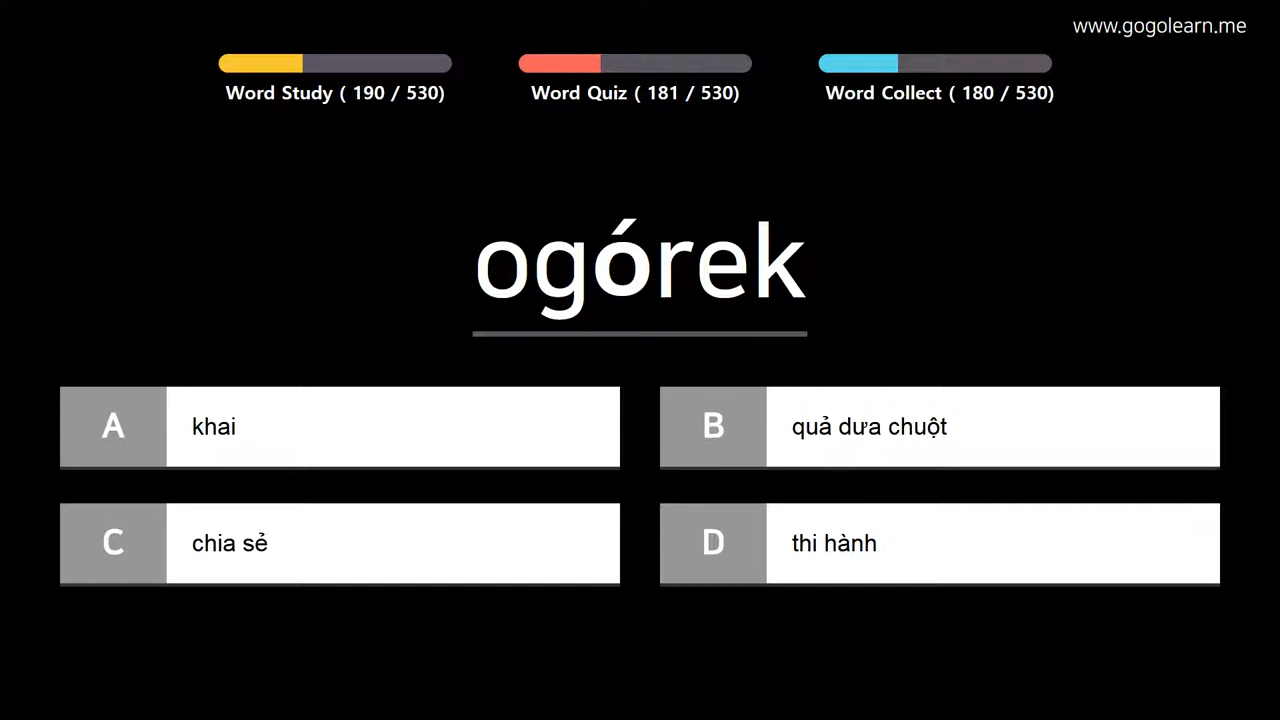 www.gogolearn.me
Word Study ( 190 / 530)
Word Quiz ( 181 / 530)
Word Collect ( 180 / 530)
ogórek
A khai
B quả dưa chuột
C chia sẻ
D thi hành